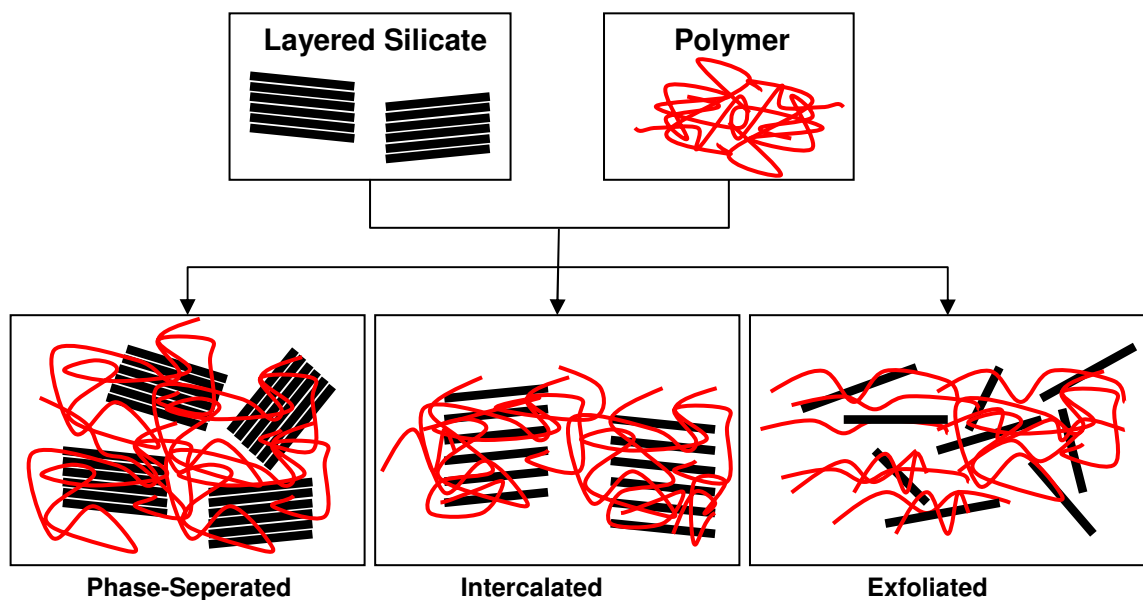 Layered Silicate
Polymer
Phase-Seperated
Intercalated
Exfoliated